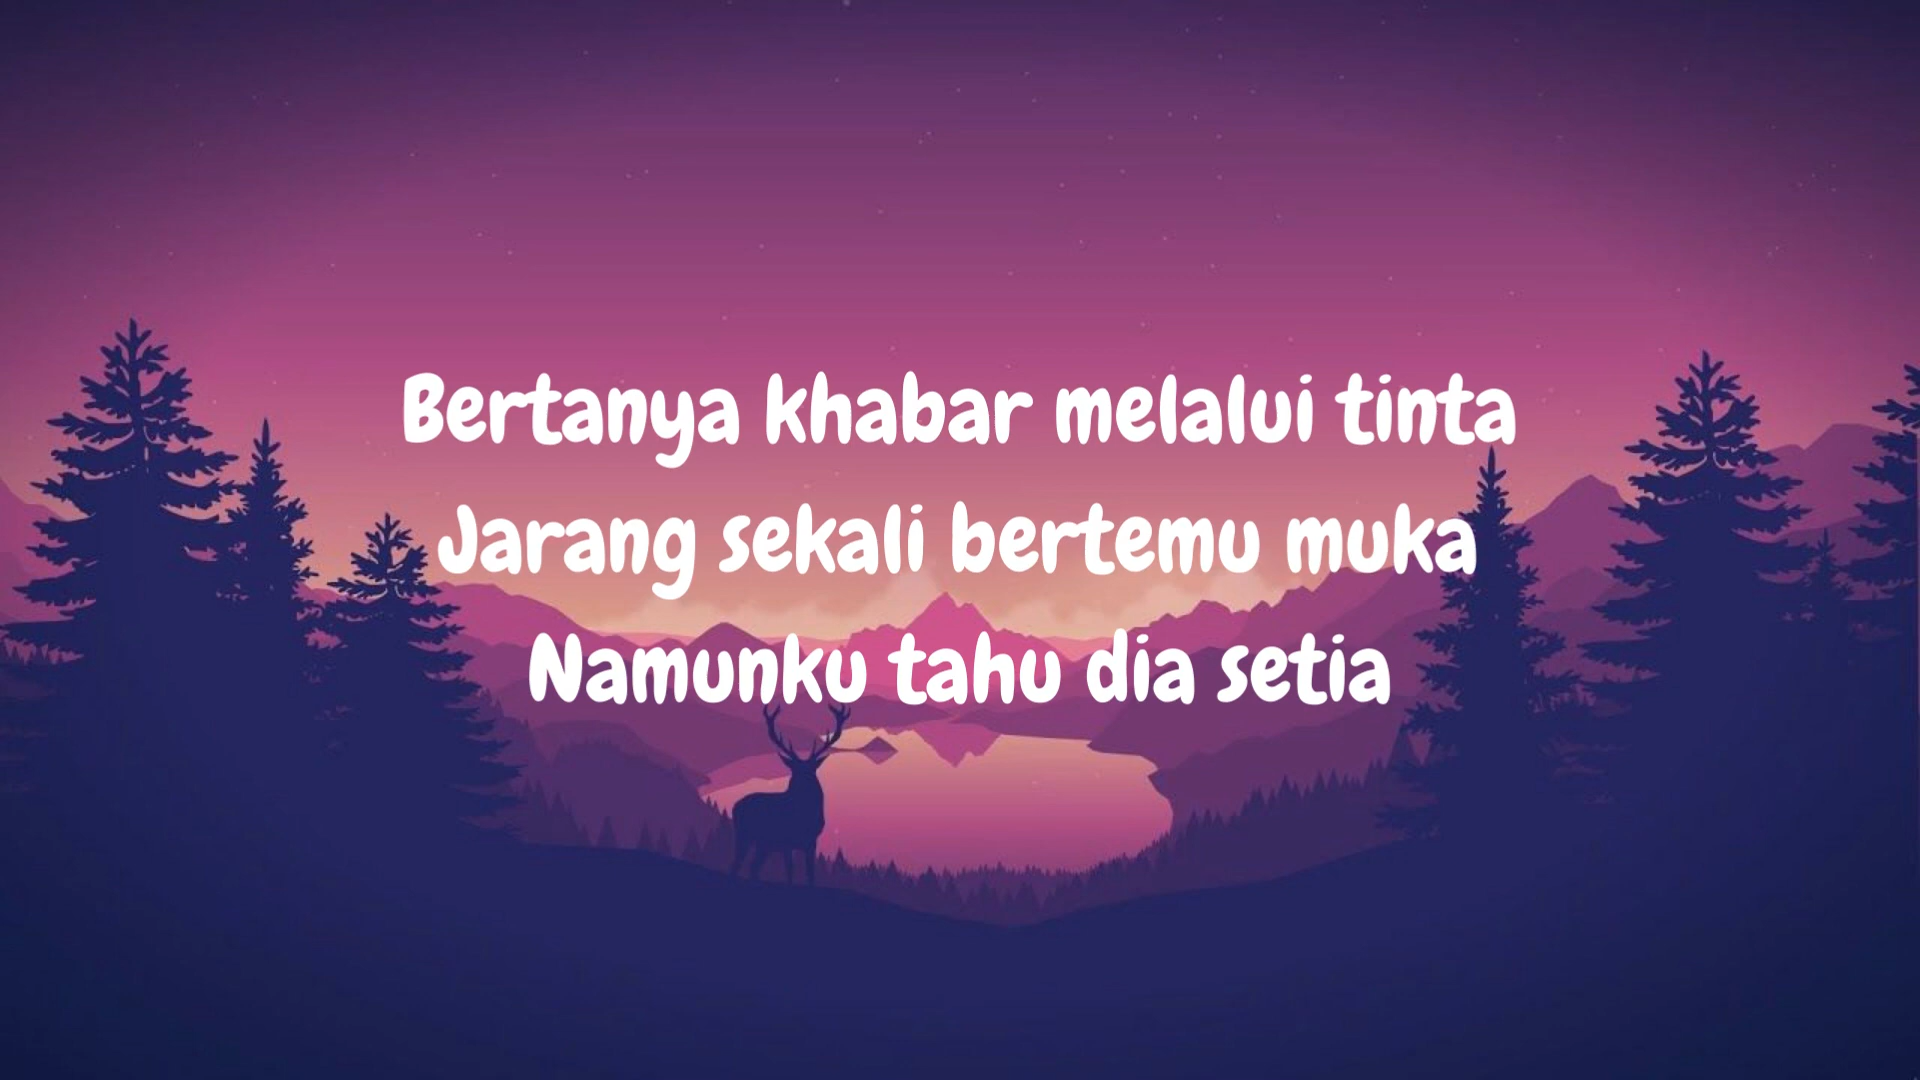 Bertanya khabar melalui tinta
Jarang sekali bertemu muka
Namunku tahu dia setia